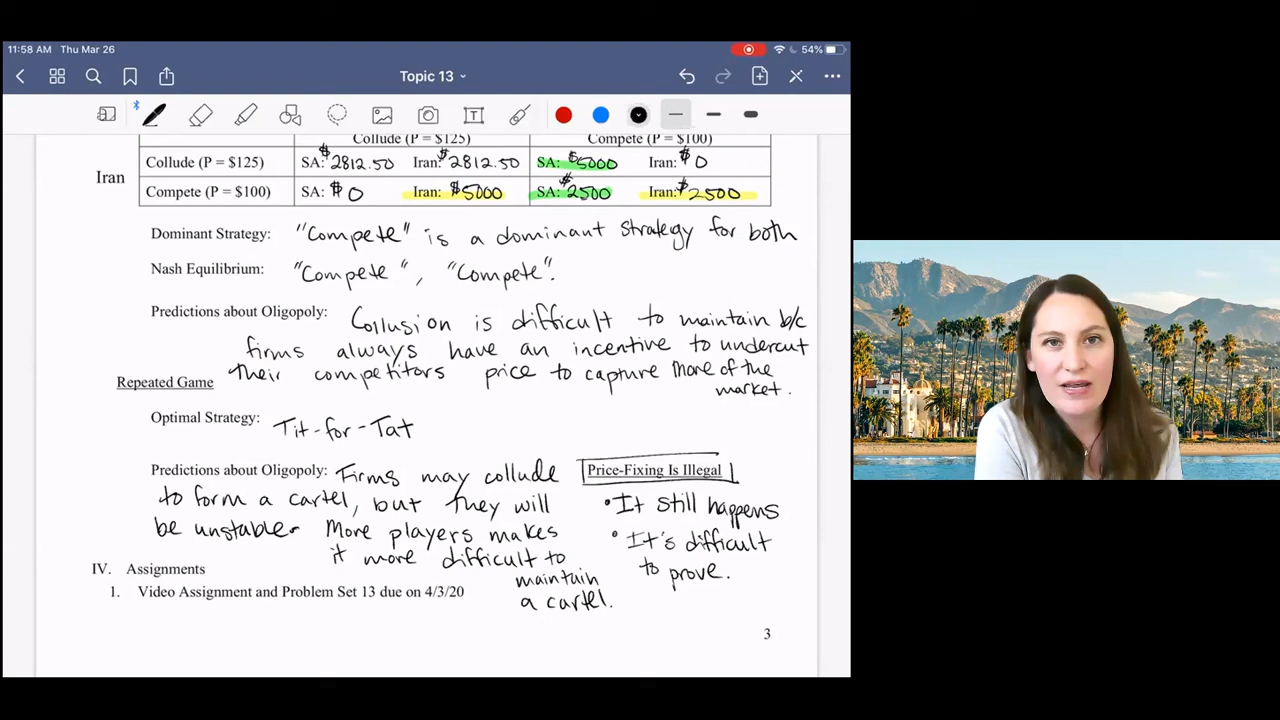 11:58 AM Thu Mar 26
54%
Topic 13
Collude (P = $125) Compete (P = $100)
Iran
Collude (P = $125) SA: $2812.50 Iran: $2812.50 SA: $5000 Iran: $0
Compete (P = $100) SA: $0 Iran: $5000 SA: $2500 Iran: $2500
Dominant Strategy: "Compete" is a dominant strategy for both
Nash Equilibrium: "Compete", "Compete".
Predictions about Oligopoly: Collusion is difficult to maintain b/c
firms always have an incentive to undercut
their competitors price to capture more of the
market.
Repeated Game
Optimal Strategy: Tit-for-Tat
Predictions about Oligopoly: Firms may collude
to form a cartel, but they will
be unstable. More players makes
it more difficult to
maintain
a cartel.
Price-Fixing Is Illegal
• It still happens
• It's difficult
to prove.
IV. Assignments
1. Video Assignment and Problem Set 13 due on 4/3/20
3